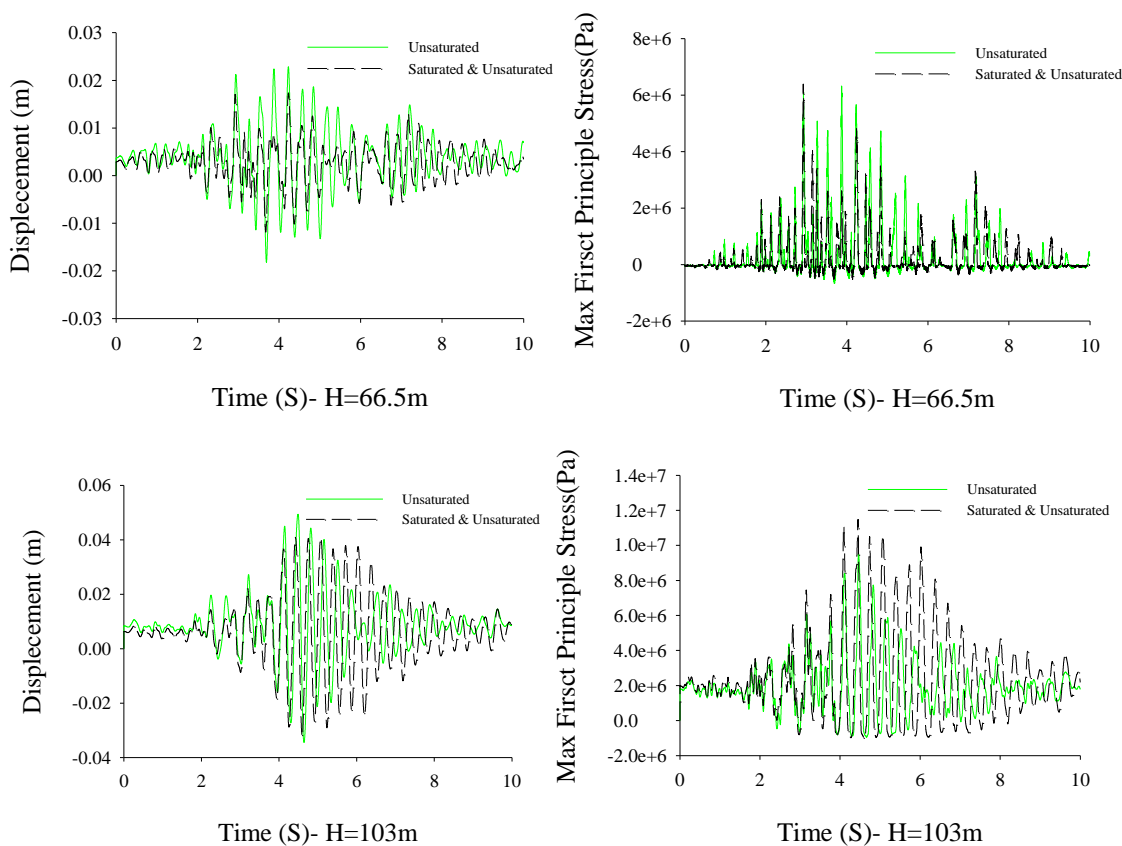 Displecement (m)
0.03
0.02
0.01
0.00
-0.01
-0.02
-0.03
0 2 4 6 8 10
Unsaturated
Saturated & Unsaturated
Time (S)- H=66.5m
Max Firsct Principle Stress(Pa)
8e+6
6e+6
4e+6
2e+6
0
-2e+6
0 2 4 6 8 10
Unsaturated
Saturated & Unsaturated
Time (S)- H=66.5m
Displecement (m)
0.06
0.04
0.02
0.00
-0.02
-0.04
0 2 4 6 8 10
Unsaturated
Saturated & Unsaturated
Time (S)- H=103m
Max Firsct Principle Stress(Pa)
1.4e+7
1.2e+7
1.0e+7
8.0e+6
6.0e+6
4.0e+6
2.0e+6
0.0
-2.0e+6
0 2 4 6 8 10
Unsaturated
Saturated & Unsaturated
Time (S)- H=103m